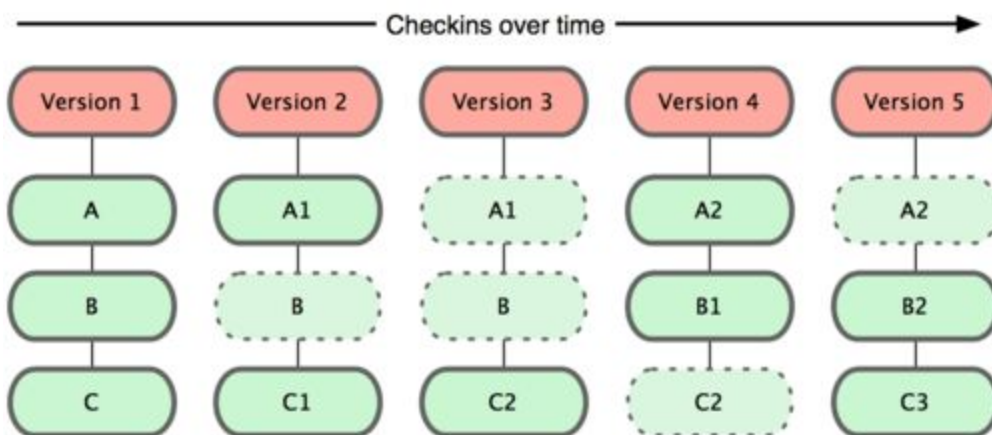 Checkins over time
Version 1 Version 2 Version 3 Version 4 Version 5
A A1 A1 A2 A2
B B B B1 B2
C C1 C2 C2 C3